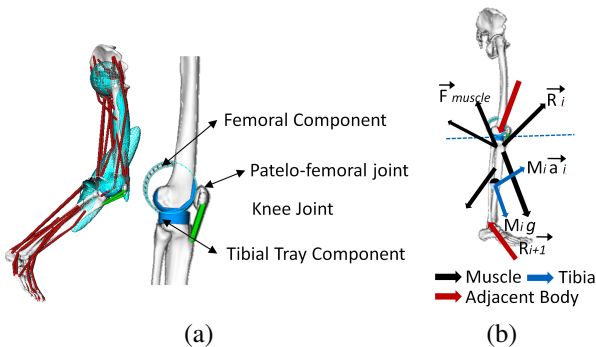 Femoral Component
Patelo-femoral joint
Knee Joint
Tibial Tray Component
(a)
F muscle
R i
M i a i
M i g
R i+1
Muscle
Tibia
Adjacent Body
(b)